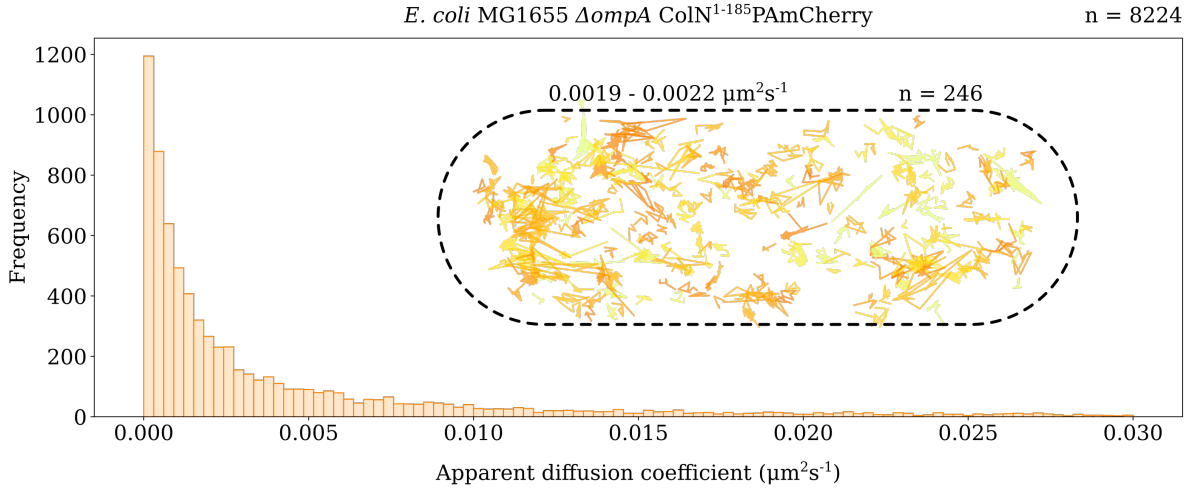 E. coli MG1655 ΔompA ColN¹⁻¹⁸⁵PAmCherry n = 8224
0.0019 - 0.0022 μm²s⁻¹ n = 246
Frequency
1200
1000
800
600
400
200
0
0.000 0.005 0.010 0.015 0.020 0.025 0.030
Apparent diffusion coefficient (μm²s⁻¹)